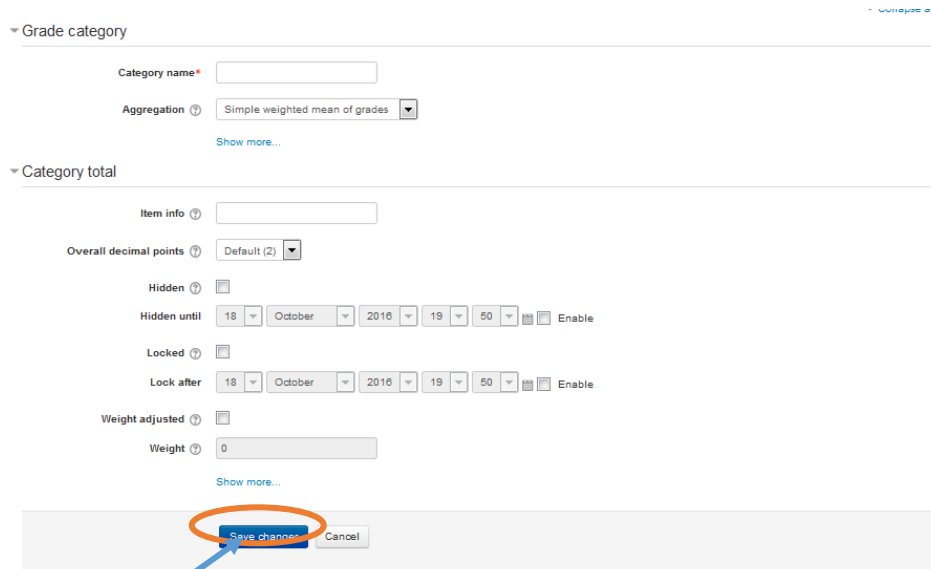 Grade category
Category name*
Aggregation Simple weighted mean of grades
Show more...
Category total
Item info
Overall decimal points Default (2)
Hidden
Hidden until 18 October 2016 19 50 Enable
Locked
Lock after 18 October 2016 19 50 Enable
Weight adjusted
Weight 0
Show more...
Save changes Cancel